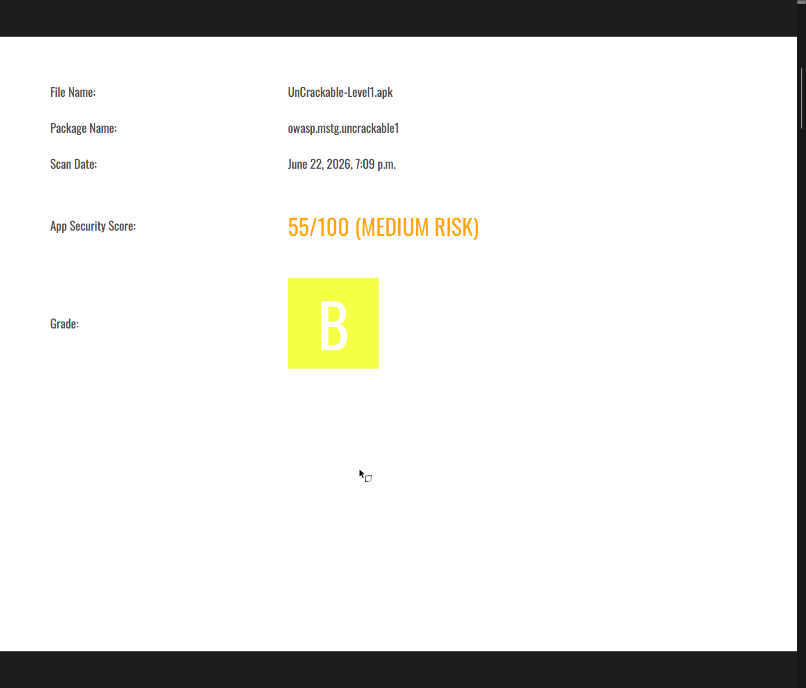 File Name: UnCrackable-Level1.apk
Package Name: owasp.mstg.uncrackable1
Scan Date: June 22, 2026, 7:09 p.m.
App Security Score: 55/100 (MEDIUM RISK)
Grade: B